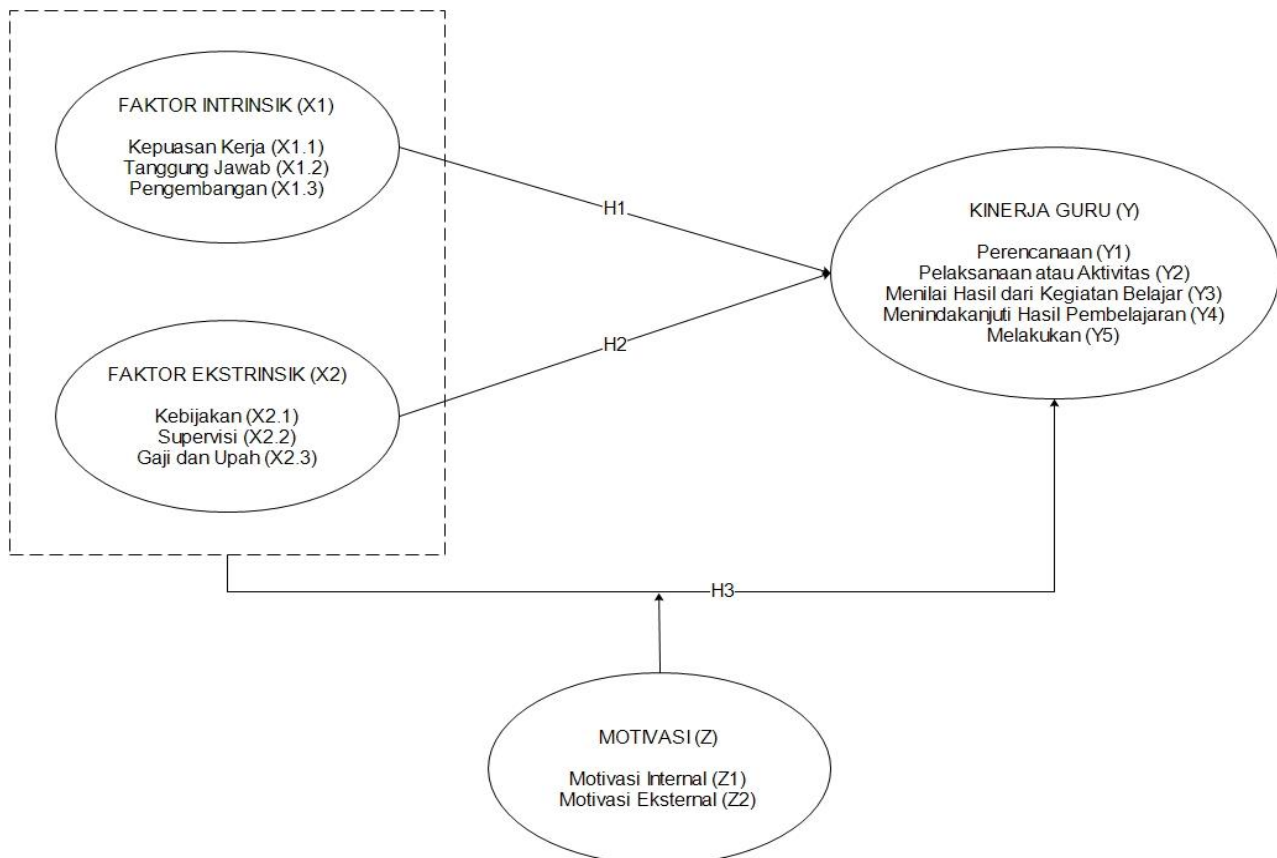 FAKTOR INTRINSIK (X1)
Kepuasan Kerja (X1.1)
Tanggung Jawab (X1.2)
Pengembangan (X1.3)
H1
KINERJA GURU (Y)
Perencanaan (Y1)
Pelaksanaan atau Aktivitas (Y2)
Menilai Hasil dari Kegiatan Belajar (Y3)
Menindakanjuti Hasil Pembelajaran (Y4)
Melakukan (Y5)
H2
FAKTOR EKSTRINSIK (X2)
Kebijakan (X2.1)
Supervisi (X2.2)
Gaji dan Upah (X2.3)
H3
MOTIVASI (Z)
Motivasi Internal (Z1)
Motivasi Eksternal (Z2)